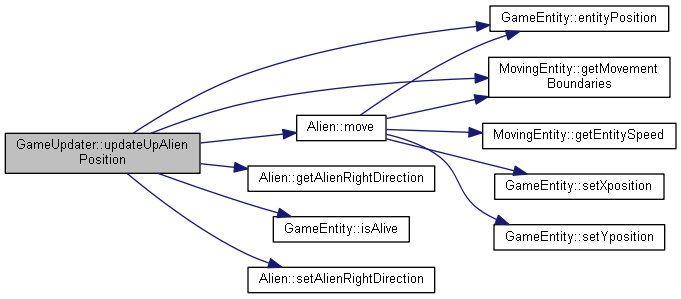 GameEntity::entityPosition
MovingEntity::getMovement
Boundaries
Alien::move
MovingEntity::getEntitySpeed
GameUpdater::updateUpAlien
Position
Alien::getAlienRightDirection
GameEntity::setXposition
GameEntity::isAlive
GameEntity::setYposition
Alien::setAlienRightDirection